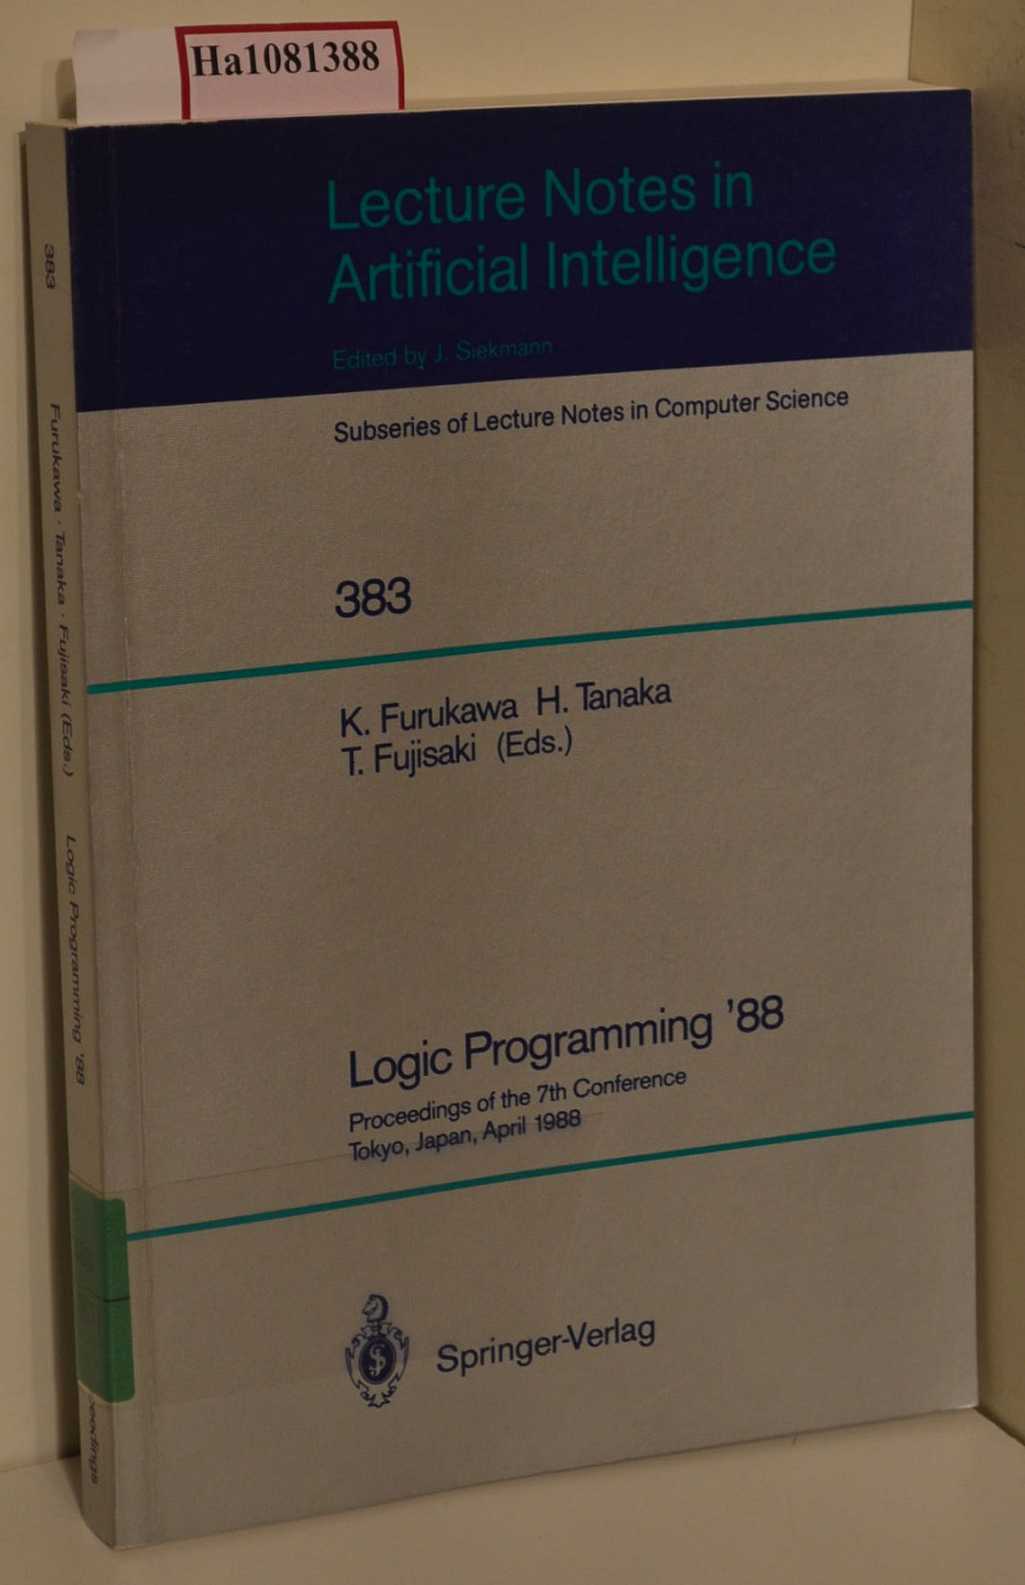 Ha1081388
Lecture Notes in
Artificial Intelligence
Edited by J. Siekmann
Subseries of Lecture Notes in Computer Science
383
K. Furukawa H. Tanaka
T. Fujisaki (Eds.)
Logic Programming '88
Proceedings of the 7th Conference
Tokyo, Japan, April 1988
Springer-Verlag
383
Furukawa · Tanaka · Fujisaki (Eds.)
Logic Programming '88